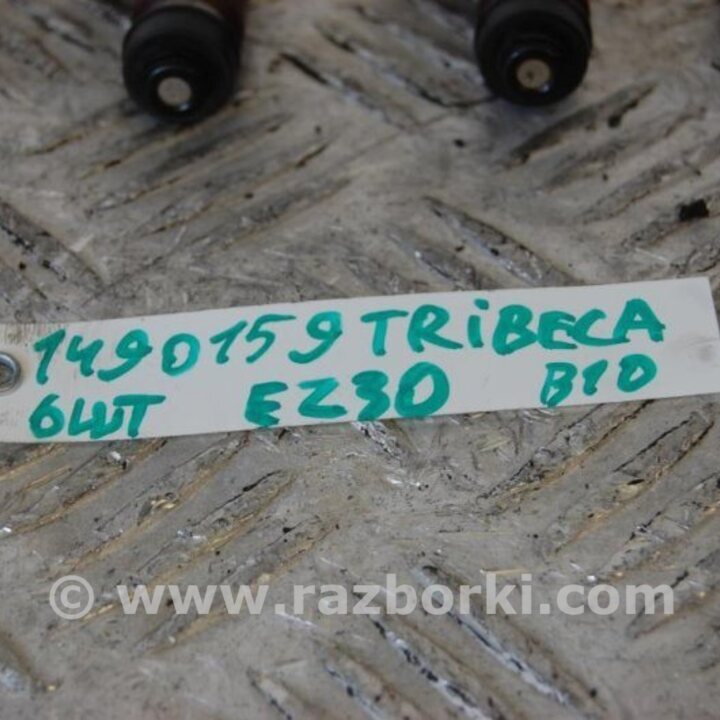 1490159 TRiBECA
6ШТ EZ30 B10
© www.razborki.com